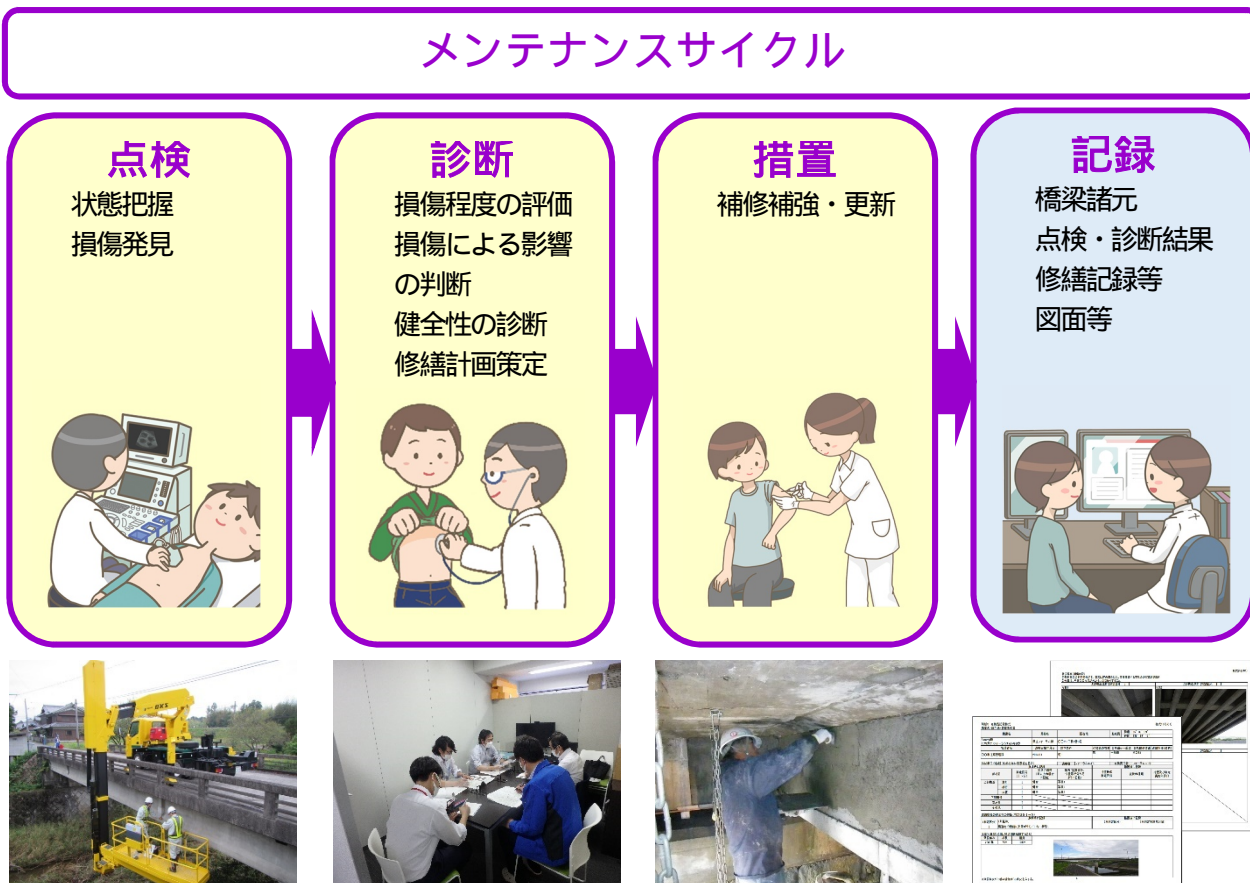 メンテナンスサイクル
点検
状態把握
損傷発見
診断
損傷程度の評価
損傷による影響
の判断
健全性の診断
修繕計画策定
措置
補修補強・更新
記録
橋梁諸元
点検・診断結果
修繕記録等
図面等